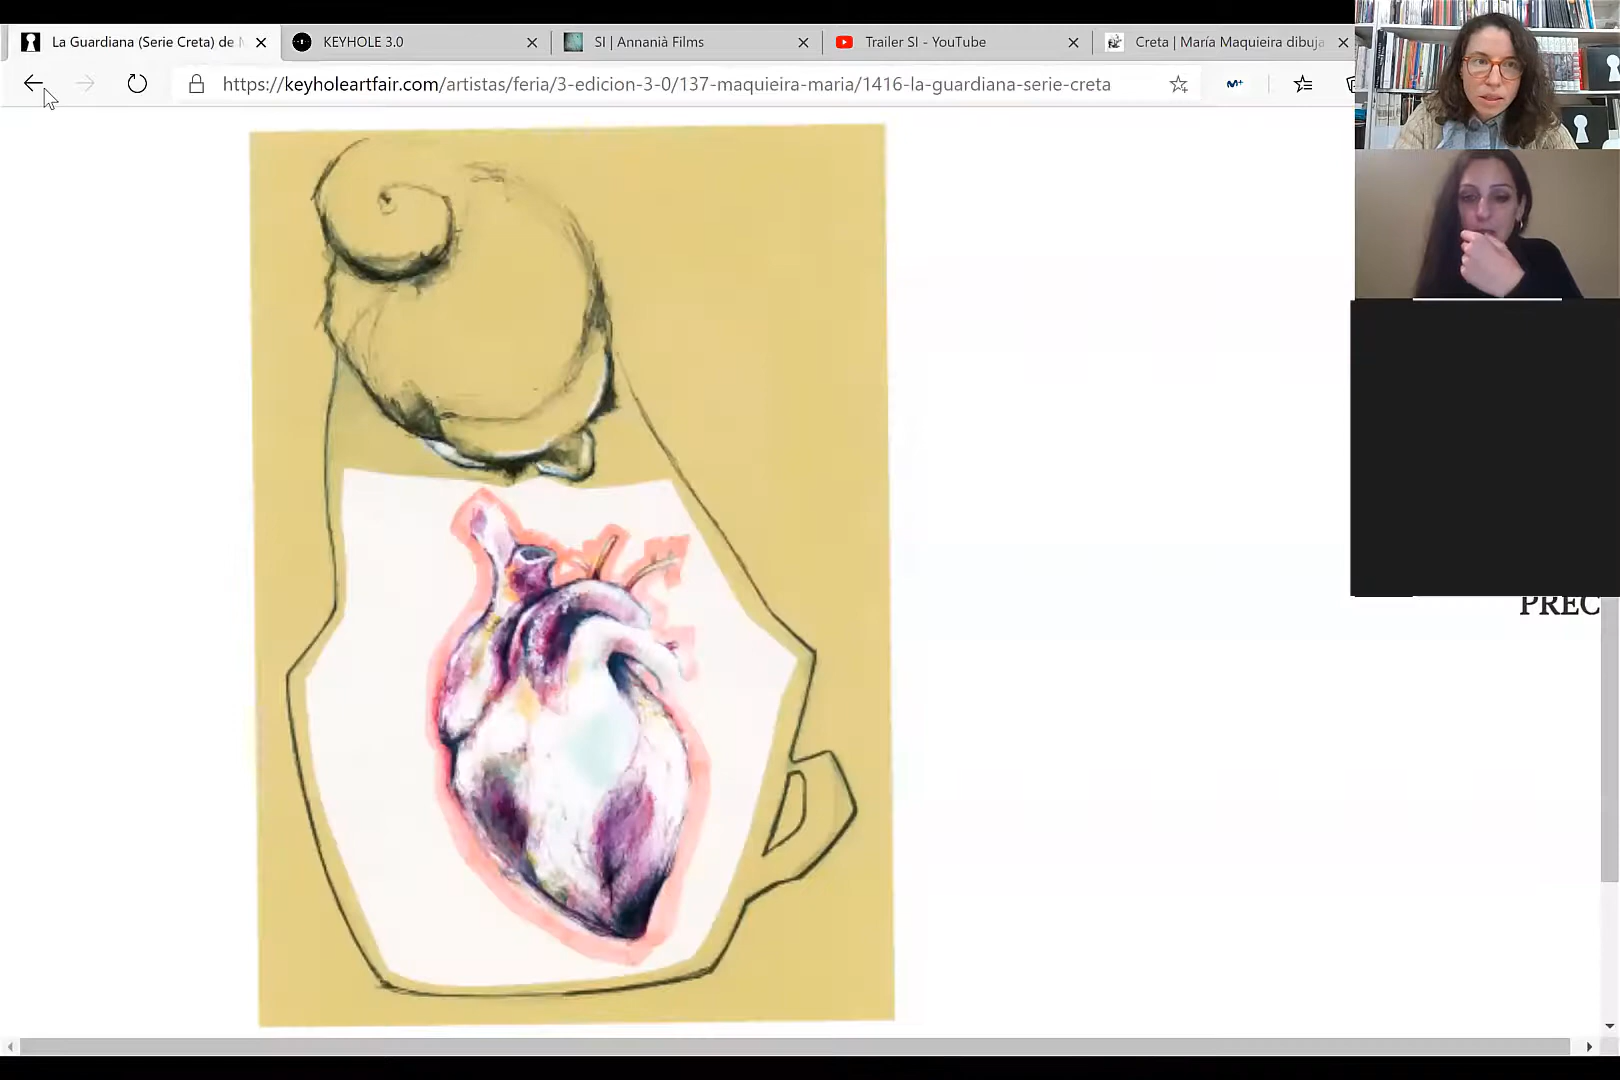 La Guardiana (Serie Creta) de
KEYHOLE 3.0
SI | Annanià Films
Trailer SI - YouTube
Creta | María Maquieira dibuja
https://keyholeartfair.com/artistas/feria/3-edicion-3-0/137-maquieira-maria/1416-la-guardiana-serie-creta
M+
PREC